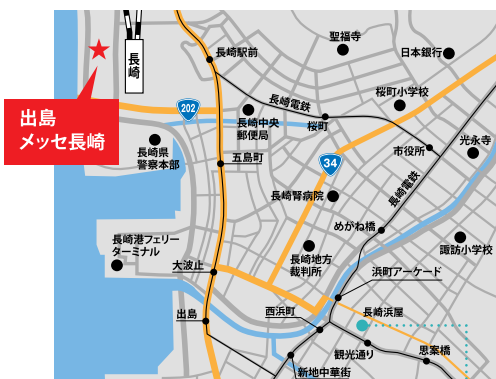 聖福寺
長崎駅前
日本銀行
長崎
長崎電鉄
桜町小学校
202
出島
メッセ長崎
長崎中央
郵便局
桜町
長崎県
警察本部
五島町
34
市役所
光永寺
長崎電鉄
長崎腎病院
めがね橋
長崎港フェリー
ターミナル
長崎地方
裁判所
諏訪小学校
大波止
浜町アーケード
出島
西浜町
長崎浜屋
観光通り
思案橋
新地中華街